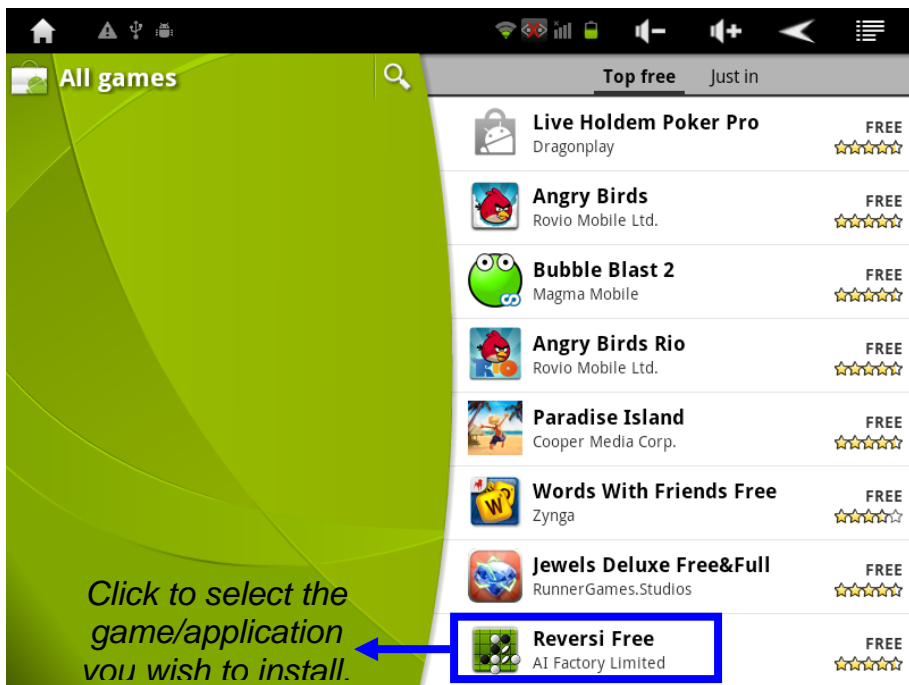 All games
Top free Just in
Live Holdem Poker Pro
FREE
Dragonplay
Angry Birds
FREE
Rovio Mobile Ltd.
Bubble Blast 2
FREE
Magma Mobile
Angry Birds Rio
FREE
Rovio Mobile Ltd.
RIO
Paradise Island
FREE
Cooper Media Corp.
Words With Friends Free
FREE
W
Zynga
Jewels Deluxe Free&Full
FREE
RunnerGames.Studios
Reversi Free
FREE
AI Factory Limited
Click to select the
game/application
you wish to install.